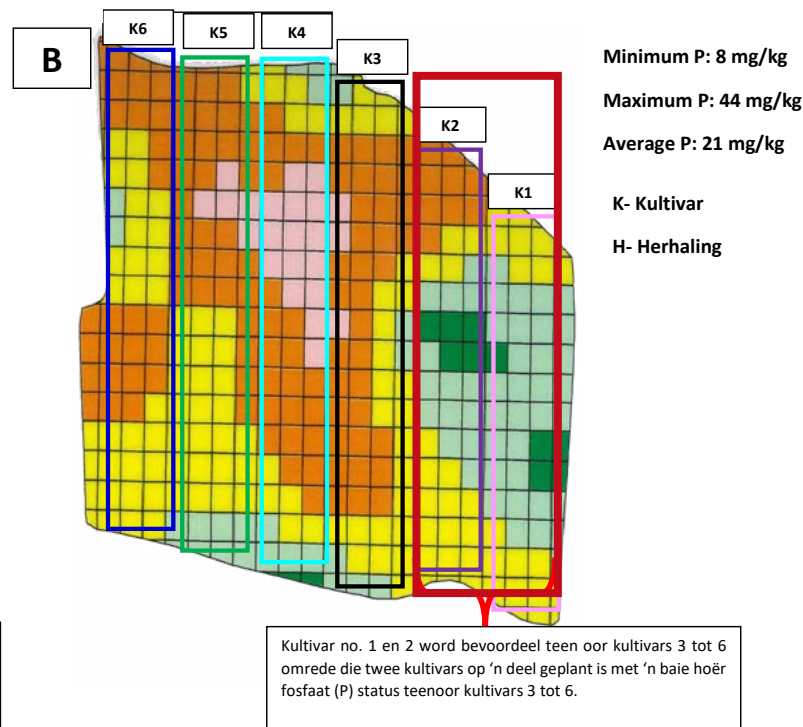 B
K6
K5
K4
K3
K2
K1
Minimum P: 8 mg/kg
Maximum P: 44 mg/kg
Average P: 21 mg/kg
K- Kultivar
H- Herhaling
Kultivar no. 1 en 2 word bevoordeel teen oor kultivars 3 tot 6
omrede die twee kultivars op ‘n deel geplant is met ‘n baie hoër
fosfaat (P) status teenoor kultivars 3 tot 6.